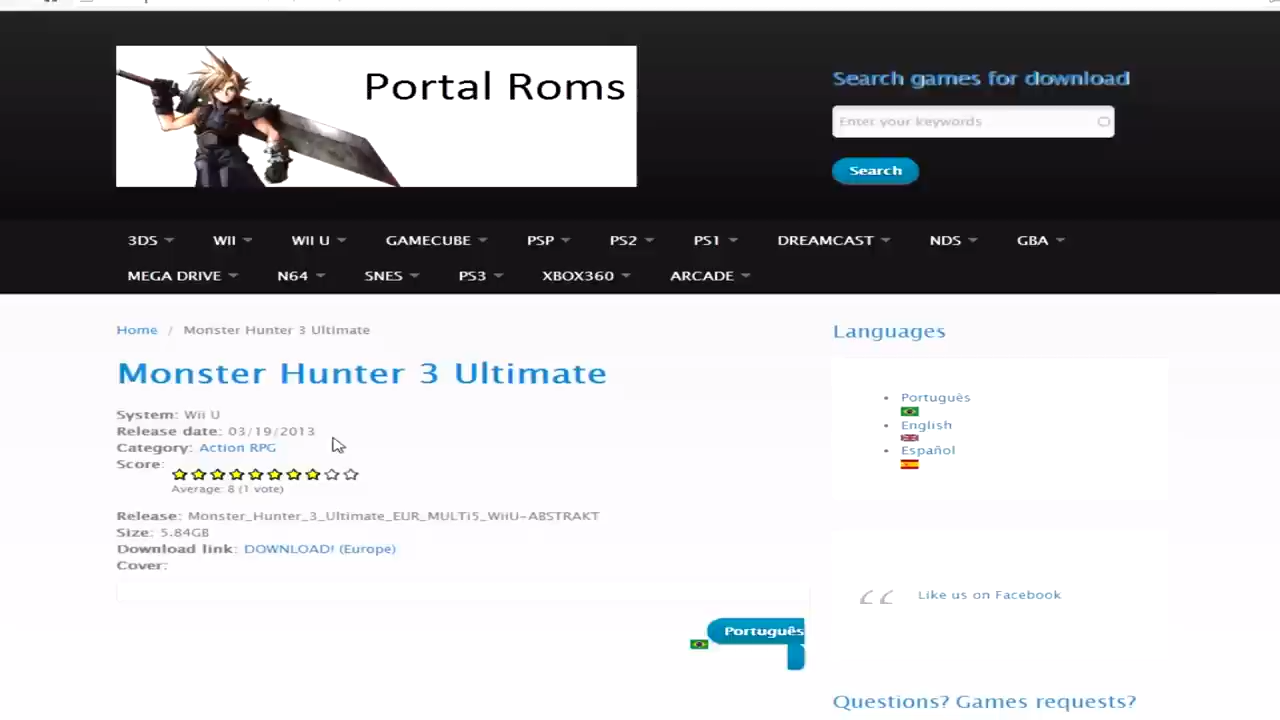 Portal Roms
Search games for download
Enter your keywords
Search
3DS WII WII U GAMECUBE PSP PS2 PS1 DREAMCAST NDS GBA
MEGA DRIVE N64 SNES PS3 XBOX360 ARCADE
Home / Monster Hunter 3 Ultimate
Monster Hunter 3 Ultimate
System: Wii U
Release date: 03/19/2013
Category: Action RPG
Score:
Average: 8 (1 vote)
Release: Monster_Hunter_3_Ultimate_EUR_MULTi5_WiiU-ABSTRAKT
Size: 5.84GB
Download link: DOWNLOAD! (Europe)
Cover:
Português
Languages
Português
English
Español
Like us on Facebook
Questions? Games requests?